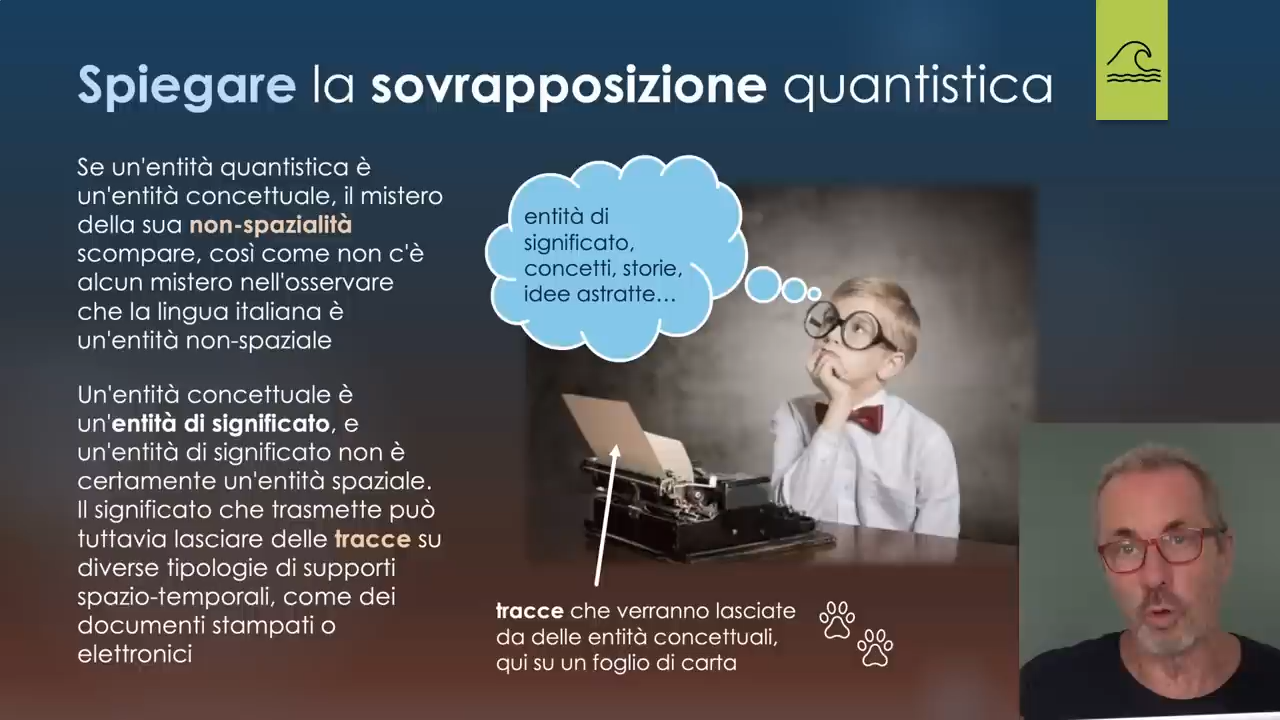 Spiegare la sovrapposizione quantistica
Se un'entità quantistica è
un'entità concettuale, il mistero
della sua non-spazialità
scompare, così come non c'è
alcun mistero nell'osservare
che la lingua italiana è
un'entità non-spaziale
Un'entità concettuale è
un'entità di significato, e
un'entità di significato non è
certamente un'entità spaziale.
Il significato che trasmette può
tuttavia lasciare delle tracce su
diverse tipologie di supporti
spazio-temporali, come dei
documenti stampati o
elettronici
entità di
significato,
concetti, storie,
idee astratte…
tracce che verranno lasciate
da delle entità concettuali,
qui su un foglio di carta